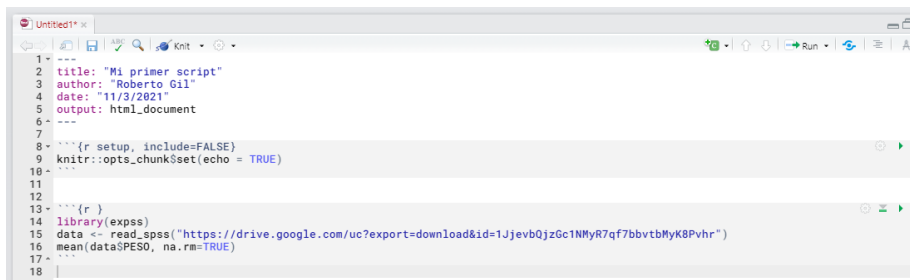 Untitled1* ×
ABC Knit Run
1 ---
2 title: "Mi primer script"
3 author: "Roberto Gil"
4 date: "11/3/2021"
5 output: html_document
6 ---
7
8 ```{r setup, include=FALSE}
9 knitr::opts_chunk$set(echo = TRUE)
10 ```
11
12
13 ```{r }
14 library(expss)
15 data <- read_spss("https://drive.google.com/uc?export=download&id=1JjevbQjzGc1NMyR7qf7bbvtbMyK8Pvhr")
16 mean(data$PESO, na.rm=TRUE)
17 ```
18